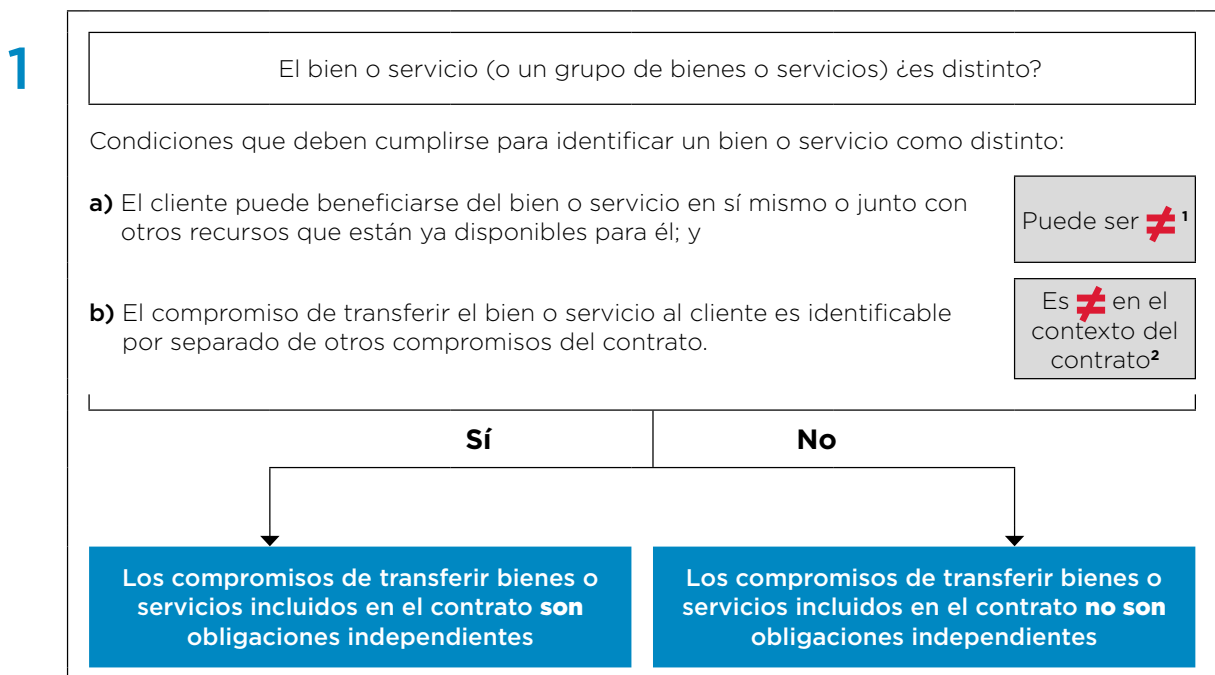 1
El bien o servicio (o un grupo de bienes o servicios) ¿es distinto?
Condiciones que deben cumplirse para identificar un bien o servicio como distinto:
a) El cliente puede beneficiarse del bien o servicio en sí mismo o junto con
otros recursos que están ya disponibles para él; y
Puede ser ≠ ¹
b) El compromiso de transferir el bien o servicio al cliente es identificable
por separado de otros compromisos del contrato.
Es ≠ en el
contexto del
contrato²
Sí
No
Los compromisos de transferir bienes o
servicios incluidos en el contrato son
obligaciones independientes
Los compromisos de transferir bienes o
servicios incluidos en el contrato no son
obligaciones independientes